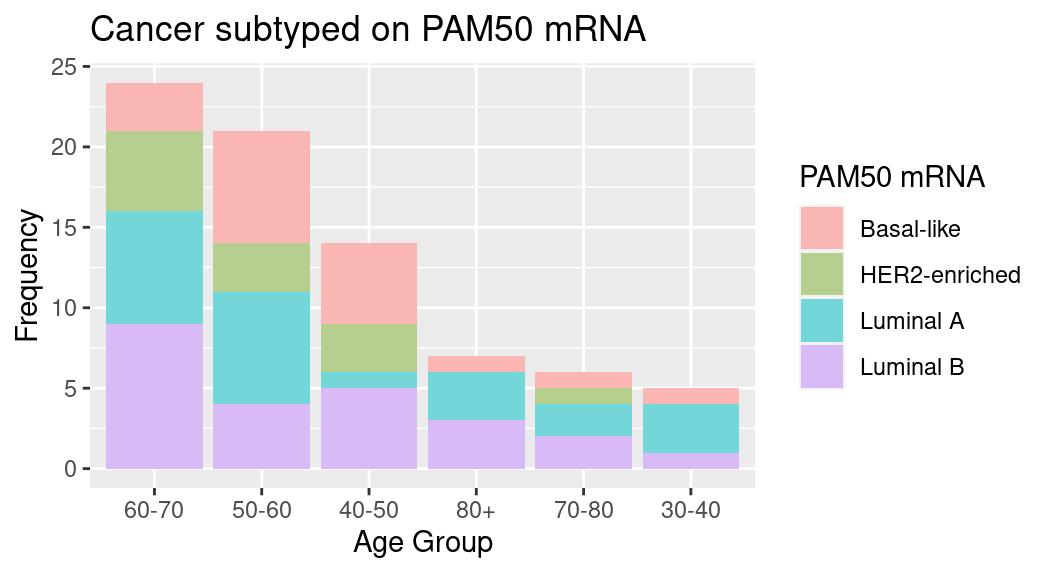 Cancer subtyped on PAM50 mRNA
25
20
15
10
5
0
Frequency
60-70 50-60 40-50 80+ 70-80 30-40
Age Group
PAM50 mRNA
Basal-like
HER2-enriched
Luminal A
Luminal B